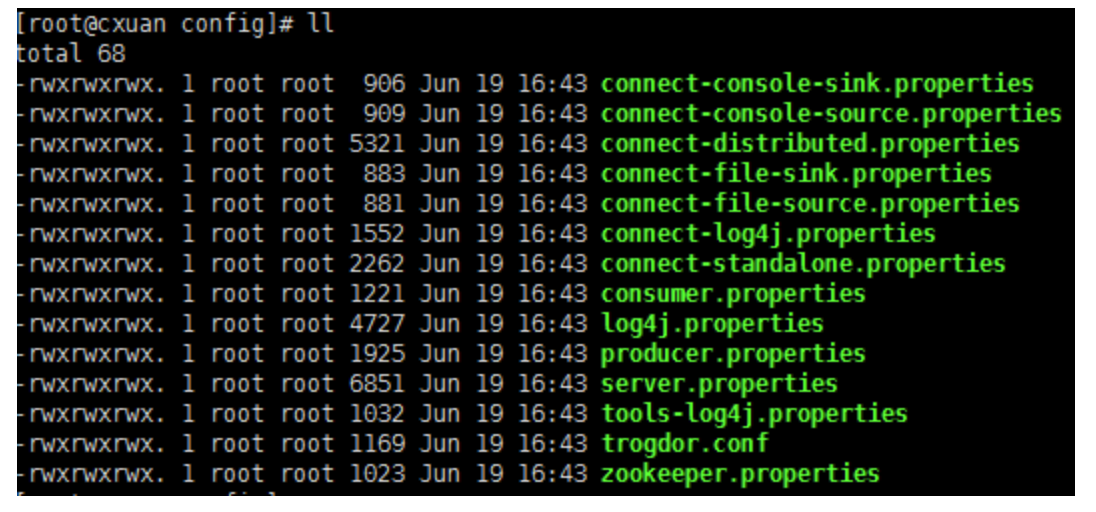 [root@cxuan config]# ll
total 68
-rwxrwxrwx. 1 root root  906 Jun 19 16:43 connect-console-sink.properties
-rwxrwxrwx. 1 root root  909 Jun 19 16:43 connect-console-source.properties
-rwxrwxrwx. 1 root root 5321 Jun 19 16:43 connect-distributed.properties
-rwxrwxrwx. 1 root root  883 Jun 19 16:43 connect-file-sink.properties
-rwxrwxrwx. 1 root root  881 Jun 19 16:43 connect-file-source.properties
-rwxrwxrwx. 1 root root 1552 Jun 19 16:43 connect-log4j.properties
-rwxrwxrwx. 1 root root 2262 Jun 19 16:43 connect-standalone.properties
-rwxrwxrwx. 1 root root 1221 Jun 19 16:43 consumer.properties
-rwxrwxrwx. 1 root root 4727 Jun 19 16:43 log4j.properties
-rwxrwxrwx. 1 root root 1925 Jun 19 16:43 producer.properties
-rwxrwxrwx. 1 root root 6851 Jun 19 16:43 server.properties
-rwxrwxrwx. 1 root root 1032 Jun 19 16:43 tools-log4j.properties
-rwxrwxrwx. 1 root root 1169 Jun 19 16:43 trogdor.conf
-rwxrwxrwx. 1 root root 1023 Jun 19 16:43 zookeeper.properties